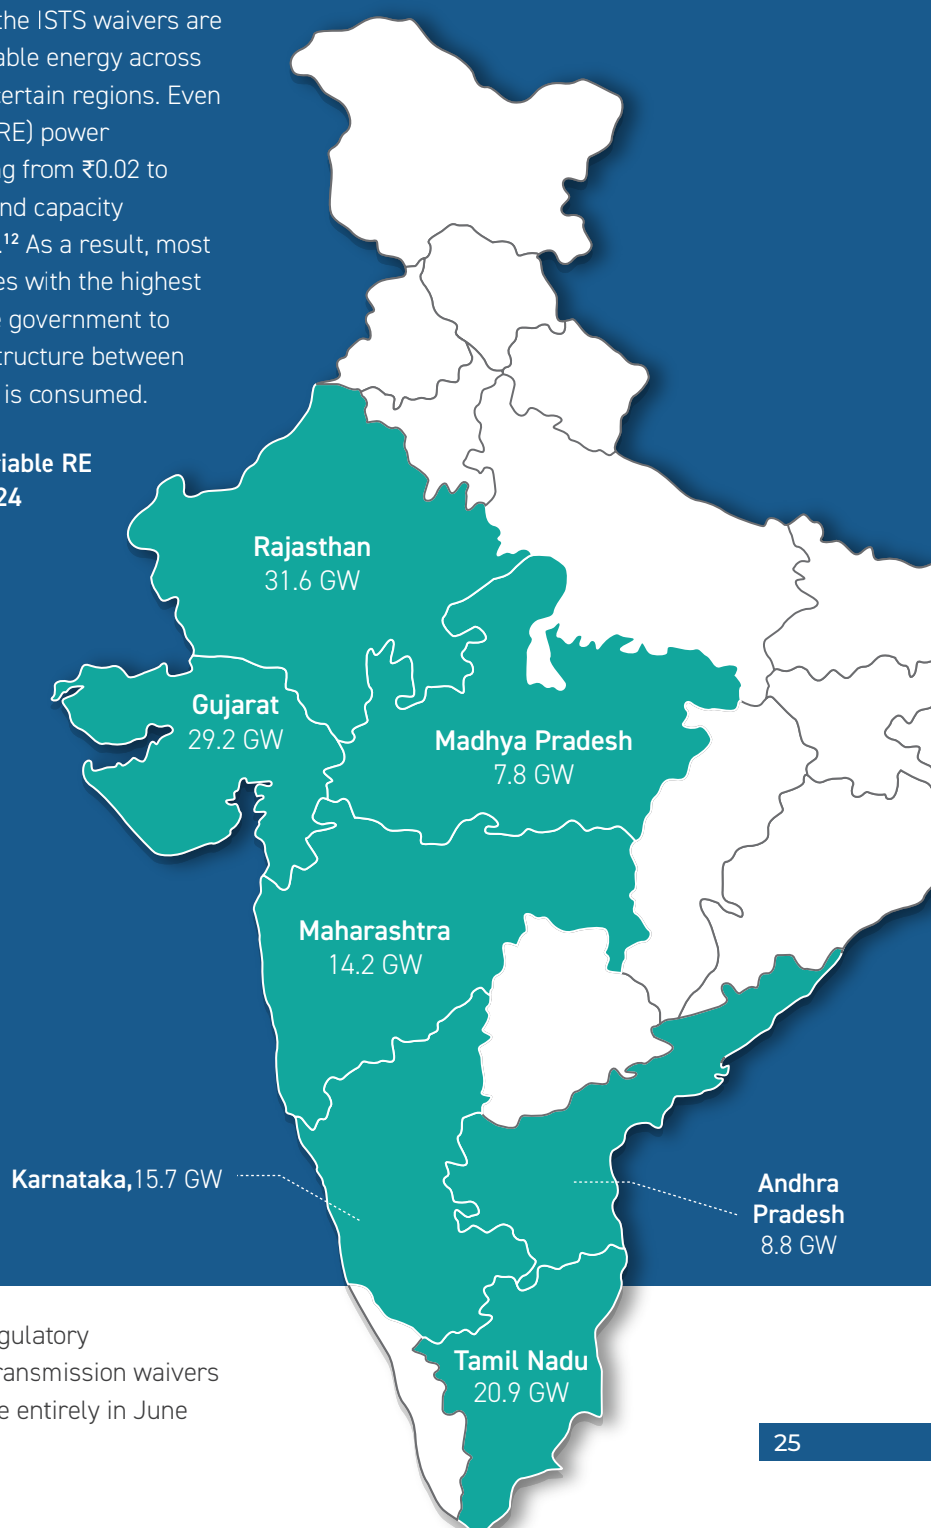 the ISTS waivers are
able energy across
certain regions. Even
RE) power
g from ₹0.02 to
nd capacity
.¹² As a result, most
es with the highest
e government to
structure between
is consumed.
iable RE
24
Rajasthan
31.6 GW
Gujarat
29.2 GW
Madhya Pradesh
7.8 GW
Maharashtra
14.2 GW
Karnataka, 15.7 GW
Andhra
Pradesh
8.8 GW
Tamil Nadu
20.9 GW
gulatory
ransmission waivers
e entirely in June
25